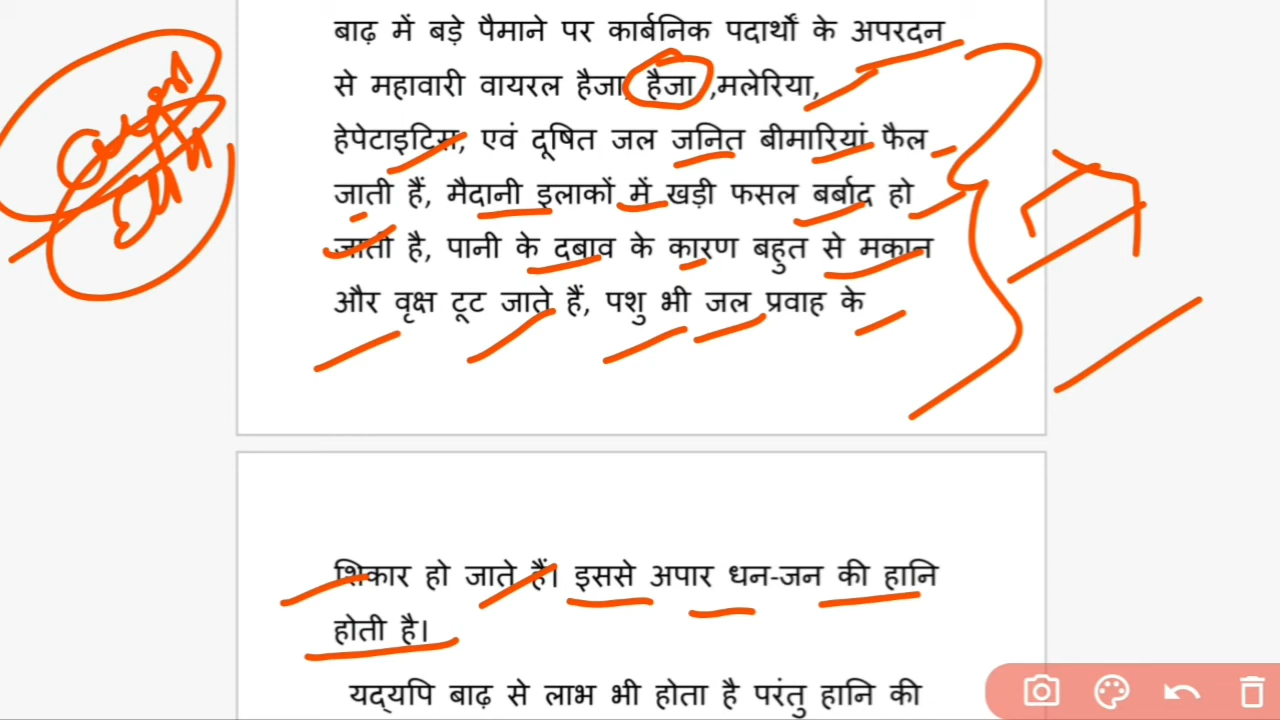 बाढ़ में बड़े पैमाने पर कार्बनिक पदार्थों के अपरदन
से महावारी वायरल हैजा, हैजा ,मलेरिया,
हेपेटाइटिस, एवं दूषित जल जनित बीमारियां फैल
जाती हैं, मैदानी इलाकों में खड़ी फसल बर्बाद हो
जाती है, पानी के दबाव के कारण बहुत से मकान
और वृक्ष टूट जाते हैं, पशु भी जल प्रवाह के
शिकार हो जाते हैं। इससे अपार धन-जन की हानि
होती है।
यद्यपि बाढ़ से लाभ भी होता है परंतु हानि की